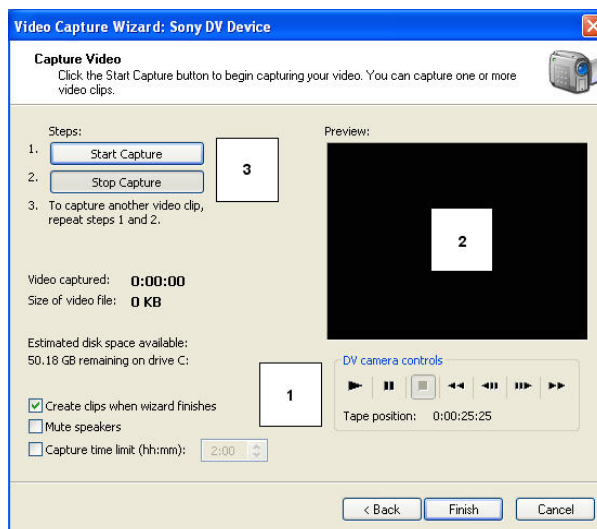 Video Capture Wizard: Sony DV Device
Capture Video
Click the Start Capture button to begin capturing your video. You can capture one or more
video clips.
Steps:
1. Start Capture
2. Stop Capture
3. To capture another video clip,
repeat steps 1 and 2.
3
Preview:
2
Video captured: 0:00:00
Size of video file: 0 KB
Estimated disk space available:
50.18 GB remaining on drive C:
1
DV camera controls
Tape position: 0:00:25:25
Create clips when wizard finishes
Mute speakers
Capture time limit (hh:mm): 2:00
< Back Finish Cancel